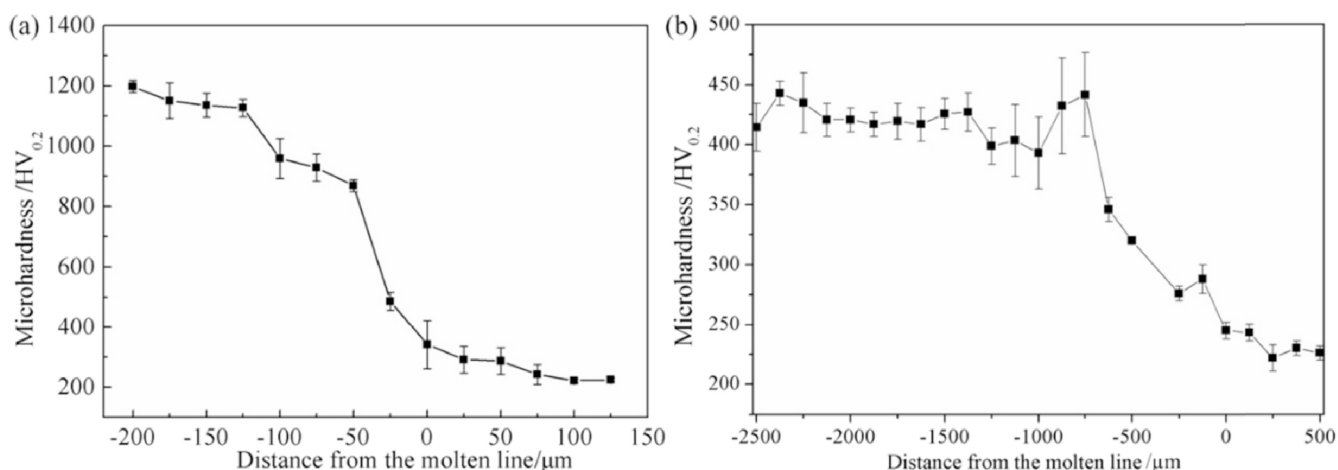 (a)
1400
1200
1000
800
600
400
200
Microhardness /HV0.2
-200 -150 -100 -50 0 50 100 150
Distance from the molten line/μm
(b)
500
450
400
350
300
250
200
Microhardness /HV0.2
-2500 -2000 -1500 -1000 -500 0 500
Distance from the molten line /μm